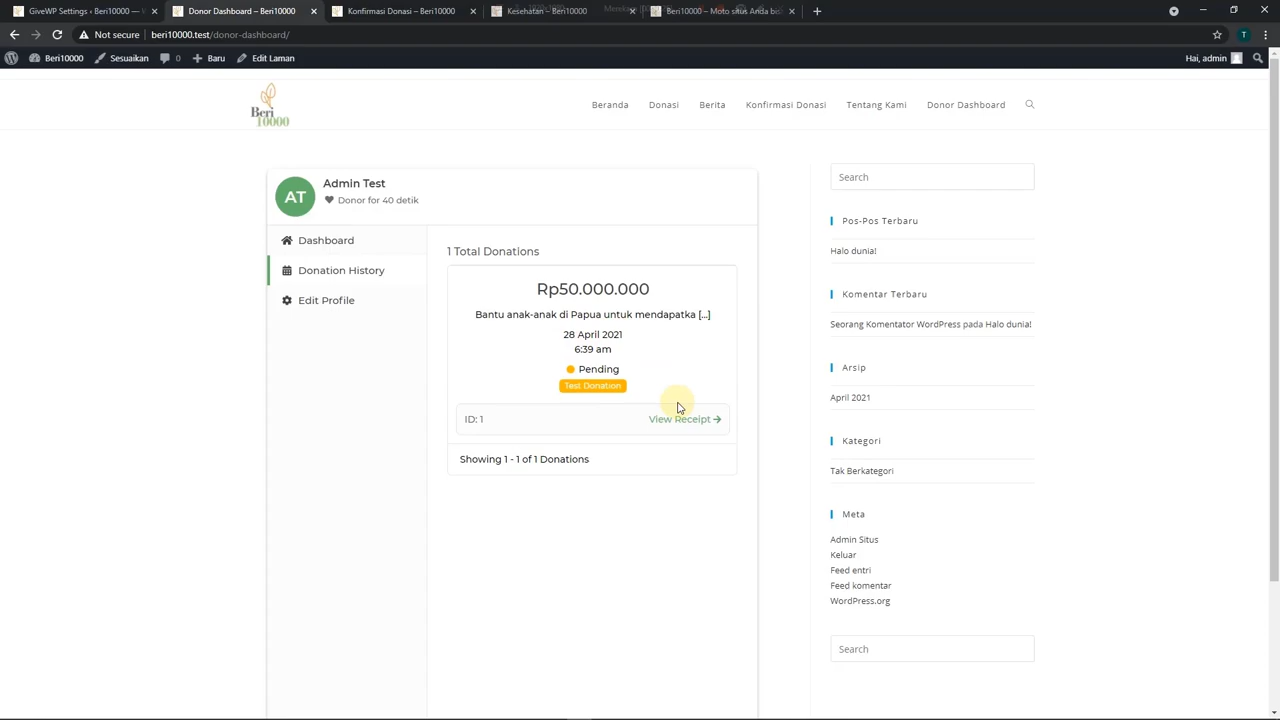 GiveWP Settings ‹ Beri10000 —
Donor Dashboard – Beri10000
Konfirmasi Donasi – Beri10000
Kesehatan – Beri10000
Beri10000 – Moto situs Anda bi
Not secure
beri10000.test/donor-dashboard/
T
Beri10000
Sesuaikan
0
Baru
Edit Laman
Hai, admin
Beri
10000
Beranda
Donasi
Berita
Konfirmasi Donasi
Tentang Kami
Donor Dashboard
AT
Admin Test
Donor for 40 detik
Dashboard
Donation History
Edit Profile
1 Total Donations
Rp50.000.000
Bantu anak-anak di Papua untuk mendapatka [...]
28 April 2021
6:39 am
Pending
Test Donation
ID: 1
View Receipt
Showing 1 - 1 of 1 Donations
Search
Pos-Pos Terbaru
Halo dunia!
Komentar Terbaru
Seorang Komentator WordPress pada Halo dunia!
Arsip
April 2021
Kategori
Tak Berkategori
Meta
Admin Situs
Keluar
Feed entri
Feed komentar
WordPress.org
Search